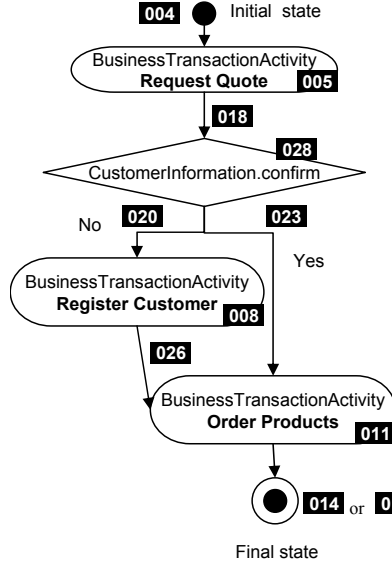 004 Initial state
BusinessTransactionActivity
Request Quote 005
018
028
CustomerInformation.confirm
No 020 023
Yes
BusinessTransactionActivity
Register Customer 008
026
BusinessTransactionActivity
Order Products
011
014 or
Final state